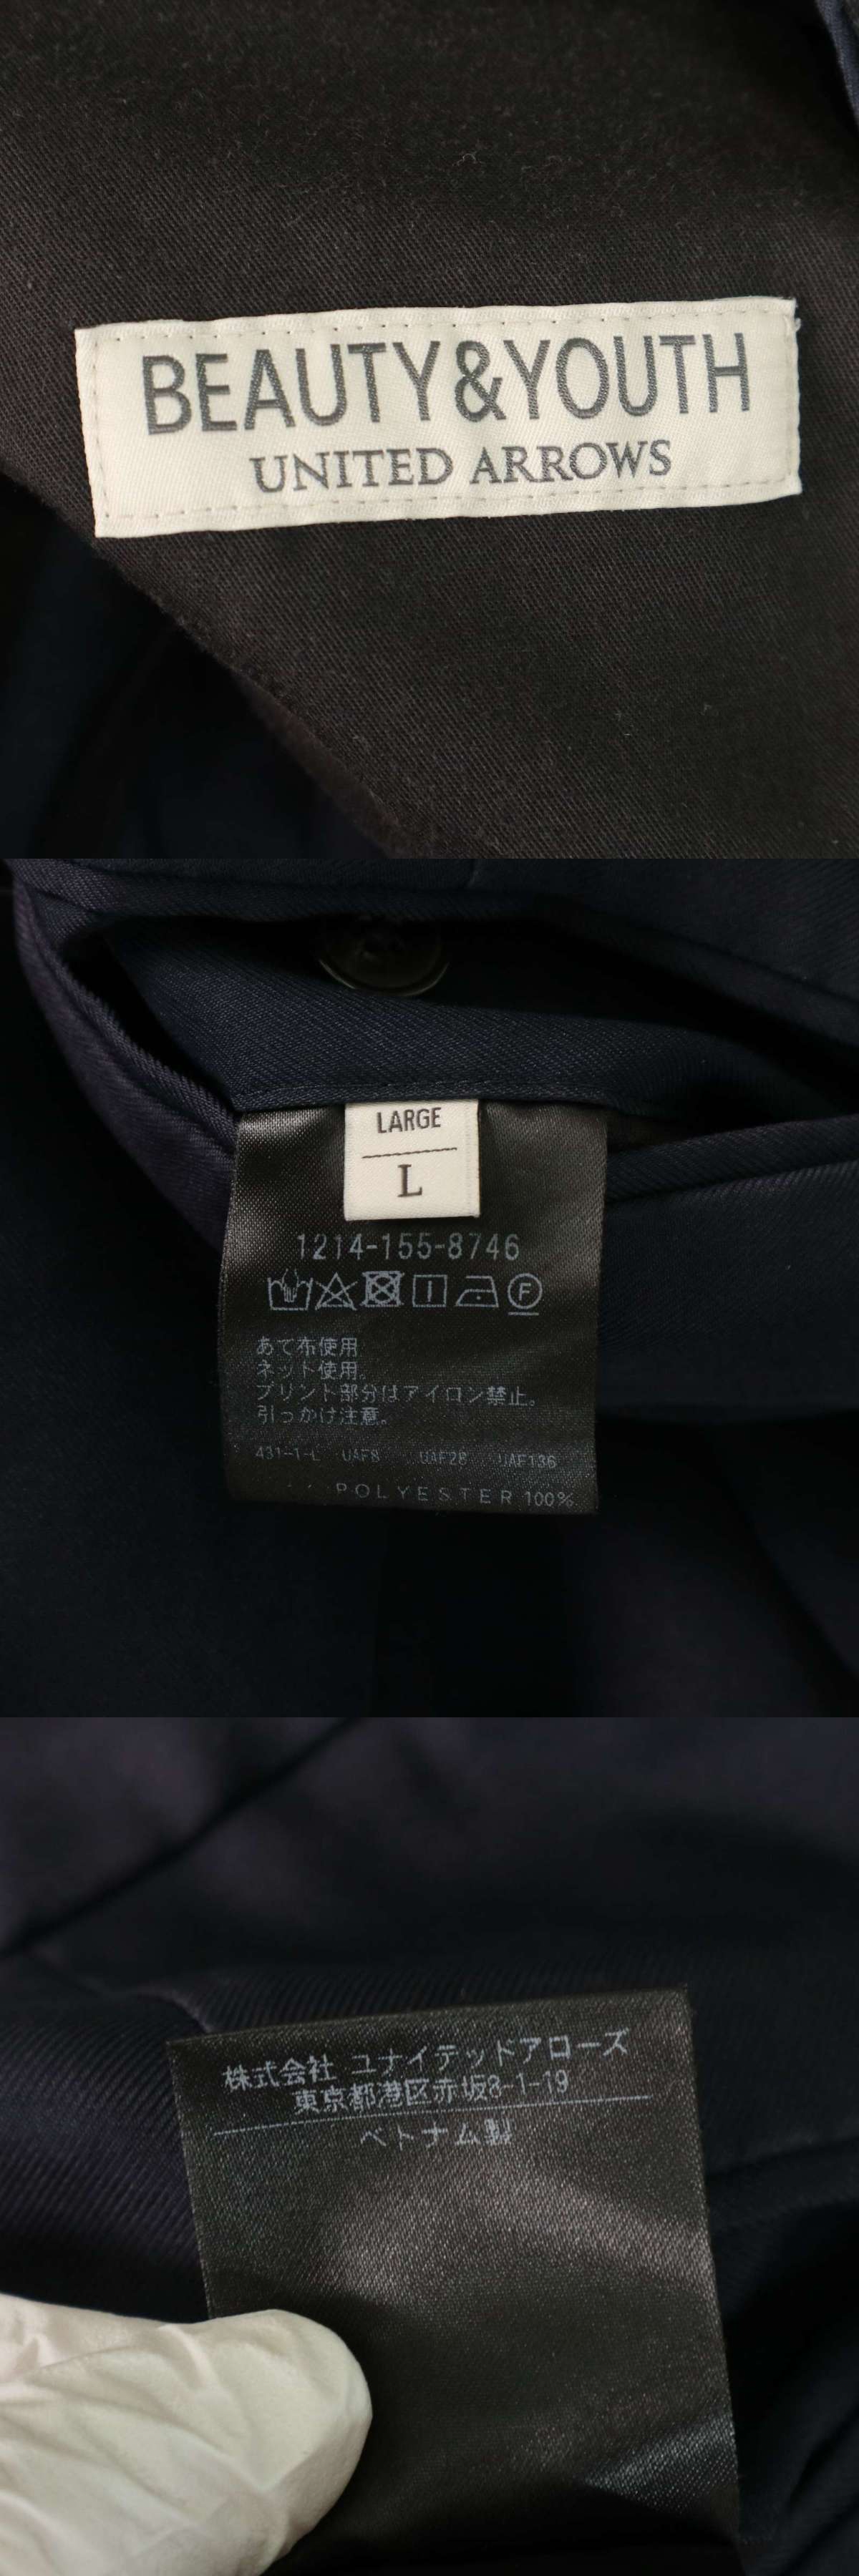 BEAUTY&YOUTH
UNITED ARROWS
LARGE
L
1214-155-8746
F
あて布使用
ネット使用。
プリント部分はアイロン禁止。
引っかけ注意。
431-1-L UAF8 UAF28 UAF136
POLYESTER 100%
株式会社 ユナイテッドアローズ
東京都港区赤坂8-1-19
ベトナム製